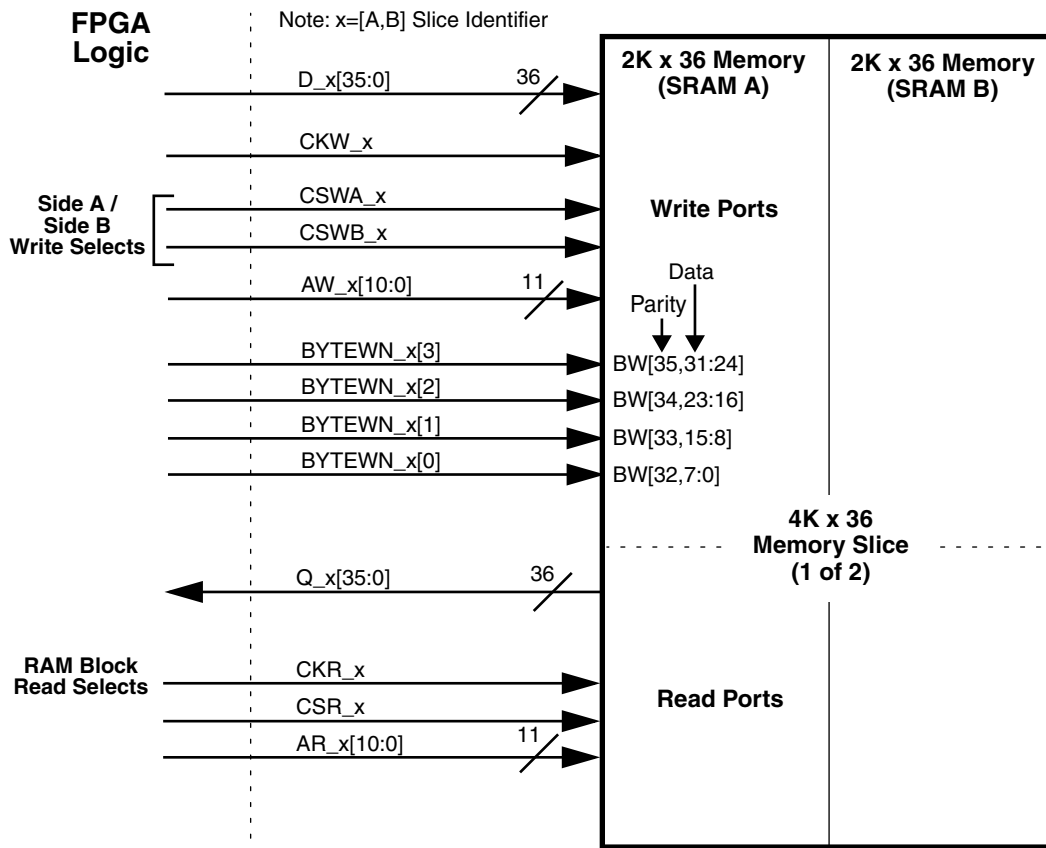 FPGA
Logic
Note: x=[A,B] Slice Identifier
2K x 36 Memory
(SRAM A)
2K x 36 Memory
(SRAM B)
D_x[35:0]
36
CKW_x
Side A /
Side B
Write Selects
CSWA_x
CSWB_x
Write Ports
AW_x[10:0]
11
Data
Parity
BYTEWN_x[3]
BW[35,31:24]
BYTEWN_x[2]
BW[34,23:16]
BYTEWN_x[1]
BW[33,15:8]
BYTEWN_x[0]
BW[32,7:0]
4K x 36
Memory Slice
(1 of 2)
Q_x[35:0]
36
RAM Block
Read Selects
CKR_x
CSR_x
AR_x[10:0]
11
Read Ports